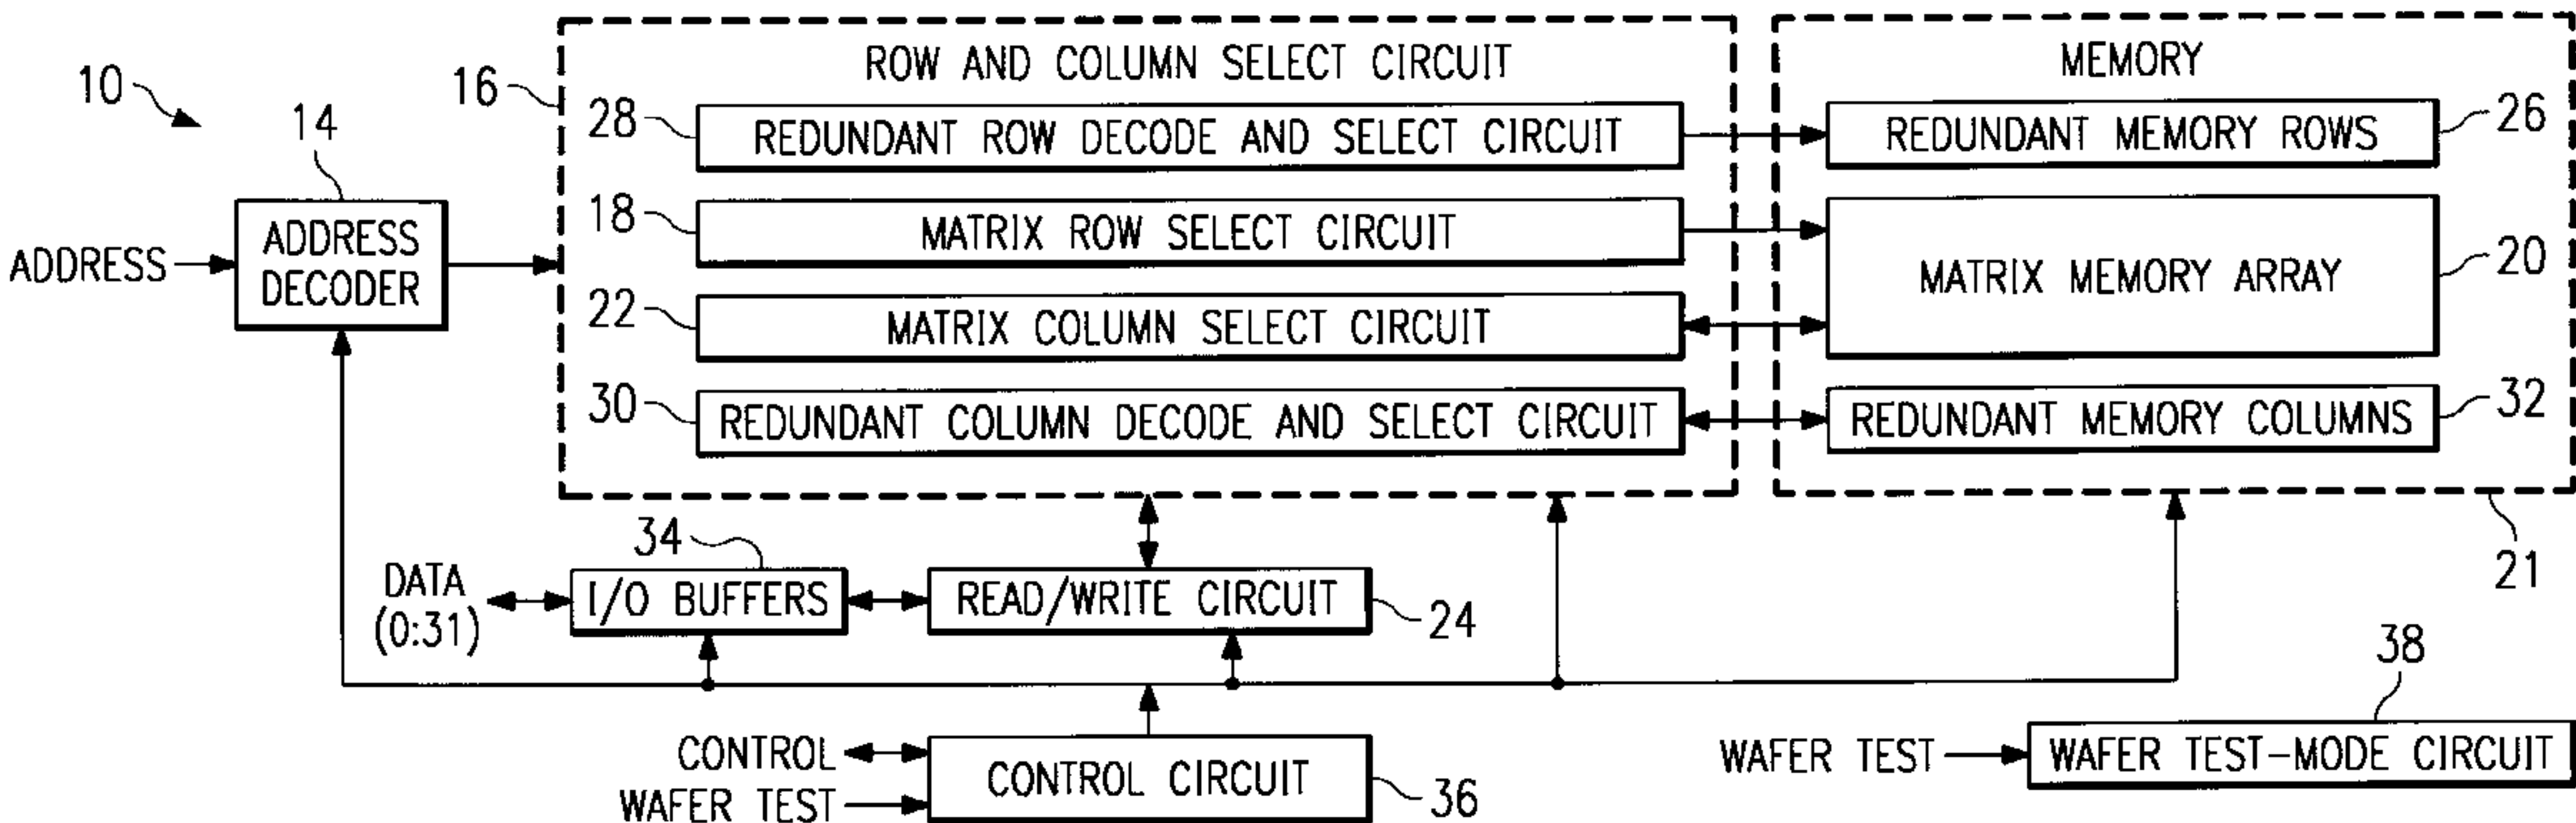 ROW AND COLUMN SELECT CIRCUIT
MEMORY
10
16
28
REDUNDANT ROW DECODE AND SELECT CIRCUIT
REDUNDANT MEMORY ROWS
26
14
18
MATRIX ROW SELECT CIRCUIT
ADDRESS
ADDRESS
DECODER
MATRIX MEMORY ARRAY
20
22
MATRIX COLUMN SELECT CIRCUIT
30
REDUNDANT COLUMN DECODE AND SELECT CIRCUIT
REDUNDANT MEMORY COLUMNS
32
34
21
DATA
(0:31)
I/O BUFFERS
READ/WRITE CIRCUIT
24
38
CONTROL
WAFER TEST
CONTROL CIRCUIT
36
WAFER TEST
WAFER TEST-MODE CIRCUIT